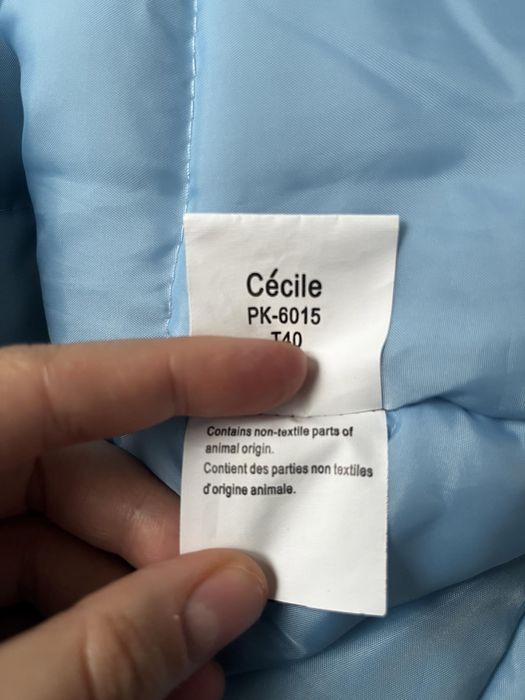 Cécile
PK-6015
T40
Contains non-textile parts of
animal origin.
Contient des parties non textiles
d'origine animale.